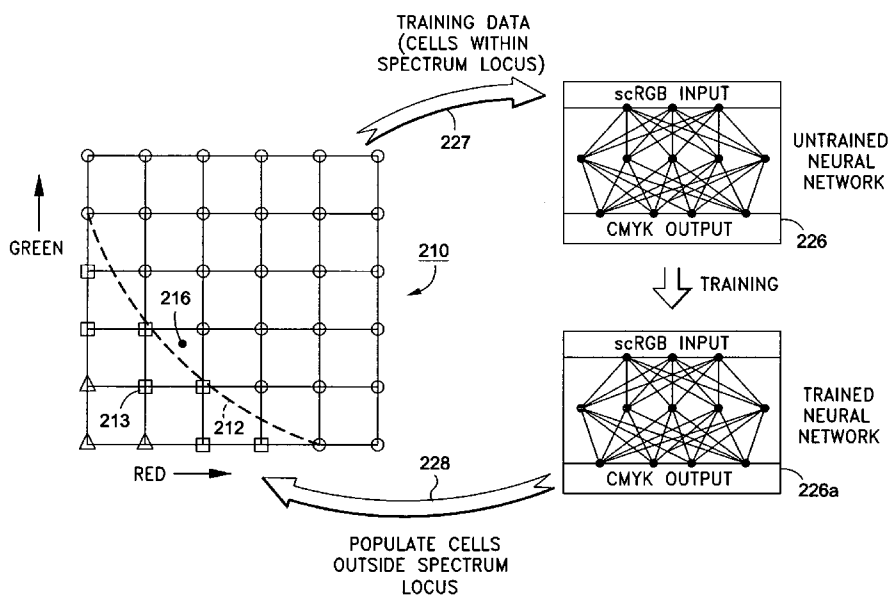 TRAINING DATA
(CELLS WITHIN
SPECTRUM LOCUS)
227
scRGB INPUT
CMYK OUTPUT
UNTRAINED
NEURAL
NETWORK
226
TRAINING
scRGB INPUT
CMYK OUTPUT
TRAINED
NEURAL
NETWORK
226a
GREEN
210
216
213
212
RED
228
POPULATE CELLS
OUTSIDE SPECTRUM
LOCUS